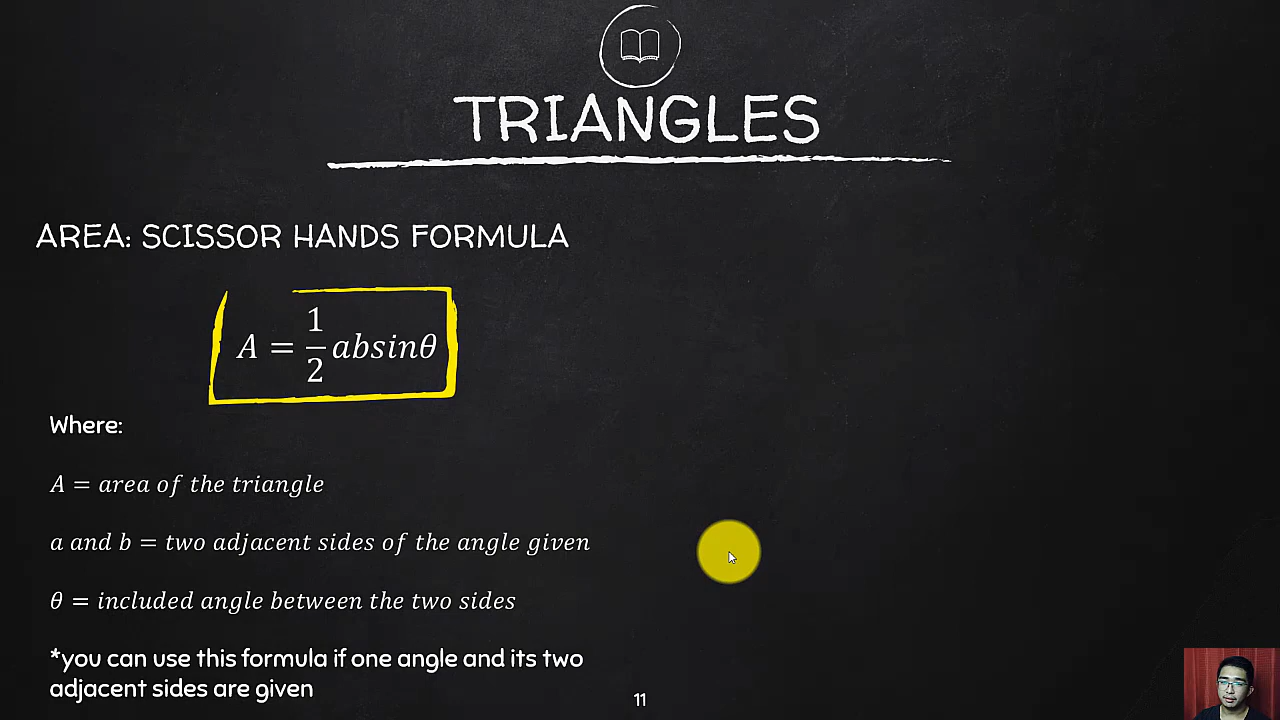 TRIANGLES
AREA: SCISSOR HANDS FORMULA
A = 1/2 absinθ
Where:
A = area of the triangle
a and b = two adjacent sides of the angle given
θ = included angle between the two sides
*you can use this formula if one angle and its two
adjacent sides are given
11